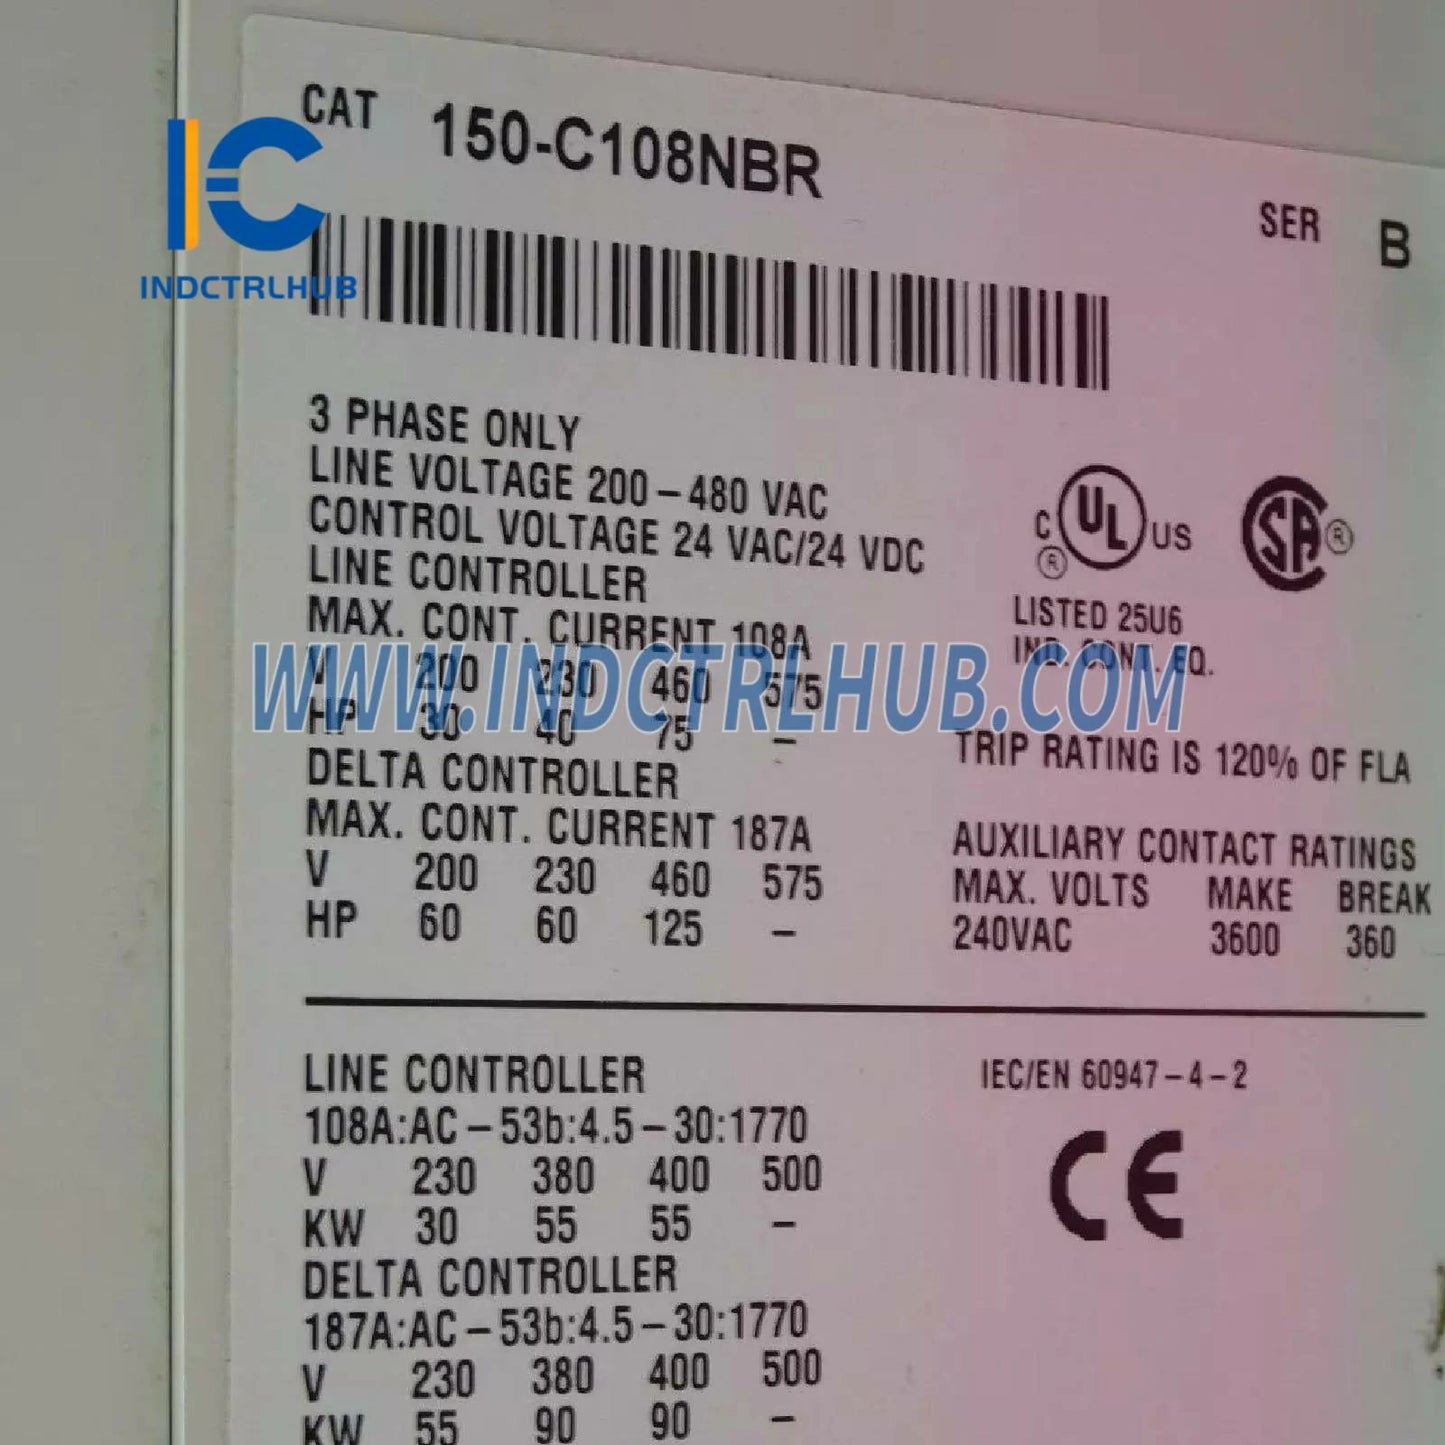 CAT 150-C108NBR
SER B
INDCTRLHUB
3 PHASE ONLY
LINE VOLTAGE 200-480 VAC
CONTROL VOLTAGE 24 VAC/24 VDC
LINE CONTROLLER
MAX. CONT. CURRENT 108A
V 200 230 460 575
HP 30 40 75 -
DELTA CONTROLLER
MAX. CONT. CURRENT 187A
V 200 230 460 575
HP 60 60 125 -
C UL US ®
SA ®
LISTED 25U6
IND. CONT. EQ.
WWW.INDCTRLHUB.COM
TRIP RATING IS 120% OF FLA
AUXILIARY CONTACT RATINGS
MAX. VOLTS MAKE BREAK
240VAC 3600 360
LINE CONTROLLER
108A:AC-53b:4.5-30:1770
V 230 380 400 500
KW 30 55 55 -
DELTA CONTROLLER
187A:AC-53b:4.5-30:1770
V 230 380 400 500
KW 55 90 90 -
IEC/EN 60947-4-2
CE